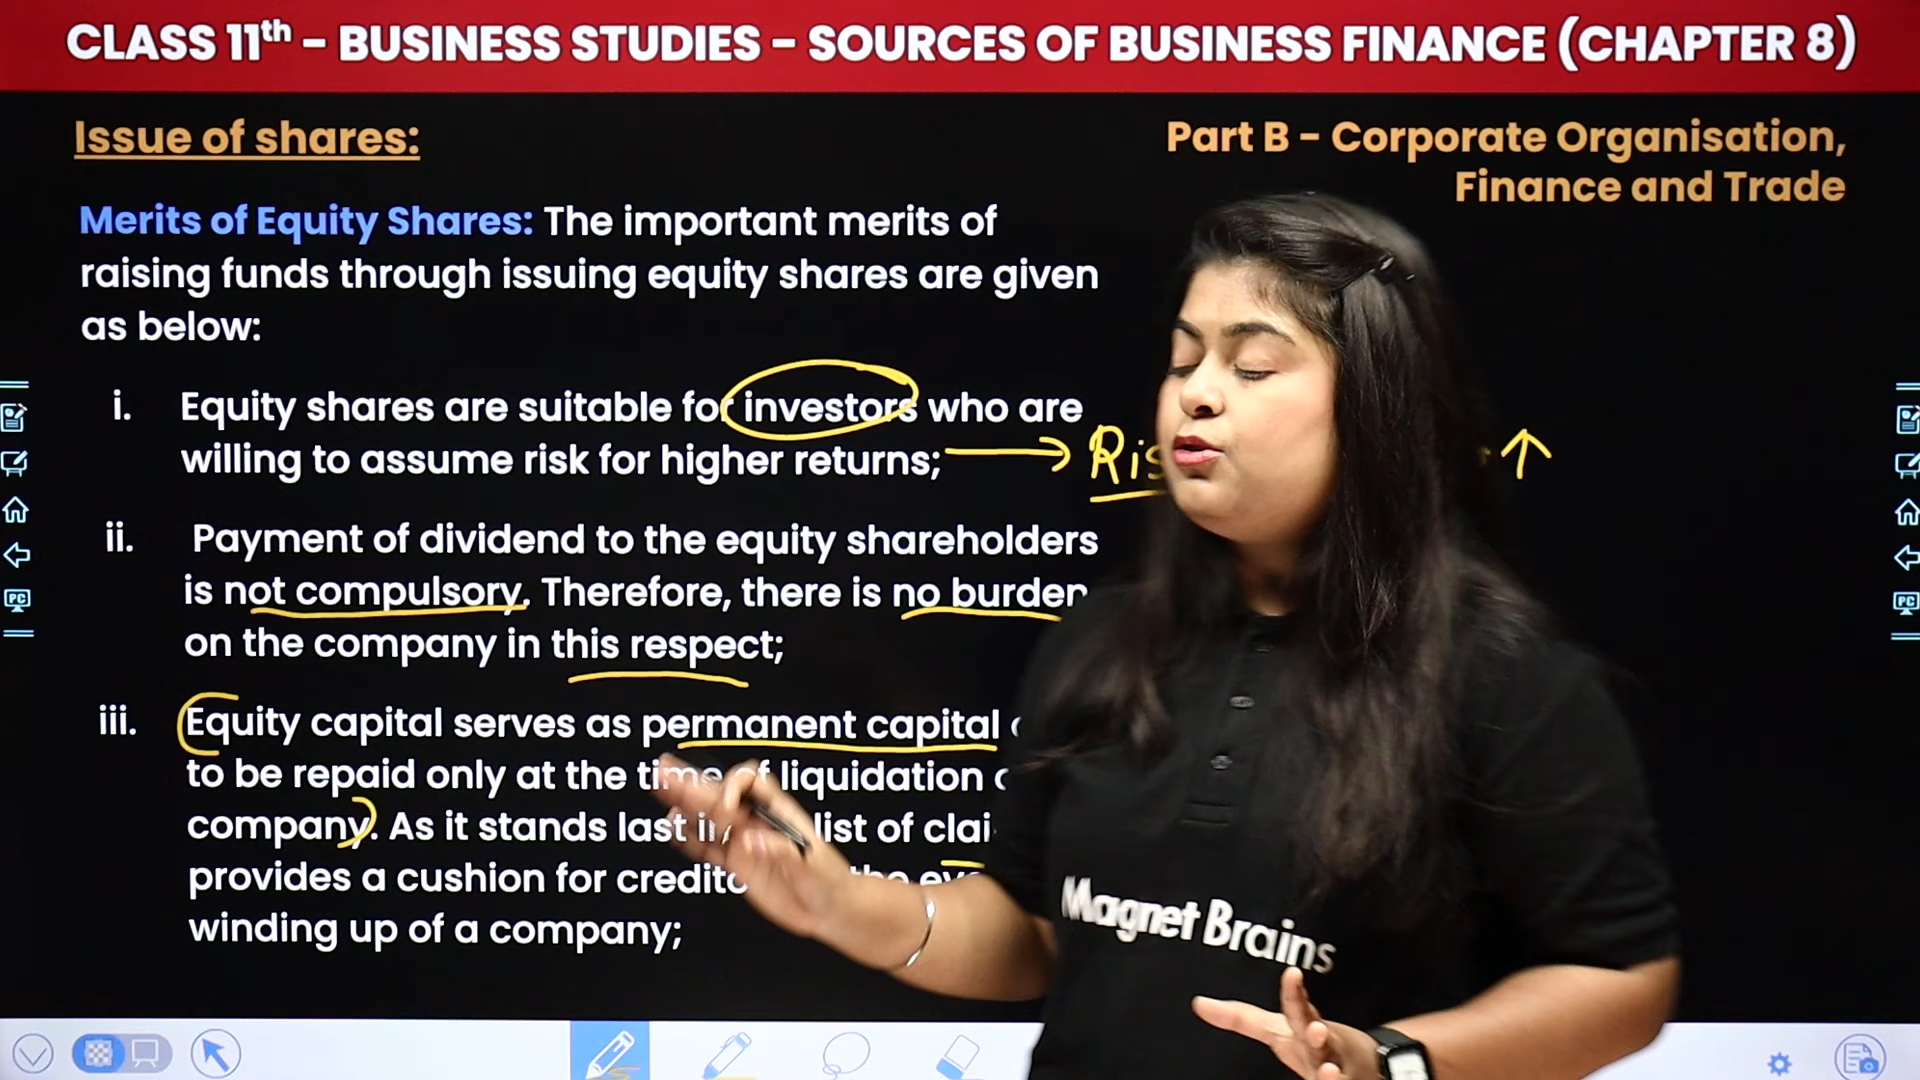 CLASS 11th - BUSINESS STUDIES - SOURCES OF BUSINESS FINANCE (CHAPTER 8)
Issue of shares:
Part B - Corporate Organisation,
Finance and Trade
Merits of Equity Shares: The important merits of
raising funds through issuing equity shares are given
as below:
i. Equity shares are suitable for investors who are
willing to assume risk for higher returns;
ii. Payment of dividend to the equity shareholders
is not compulsory. Therefore, there is no burden
on the company in this respect;
iii. Equity capital serves as permanent capital
to be repaid only at the time of liquidation
company. As it stands last in list of
provides a cushion for
winding up of a company;
Magnet Brains
PC
PC